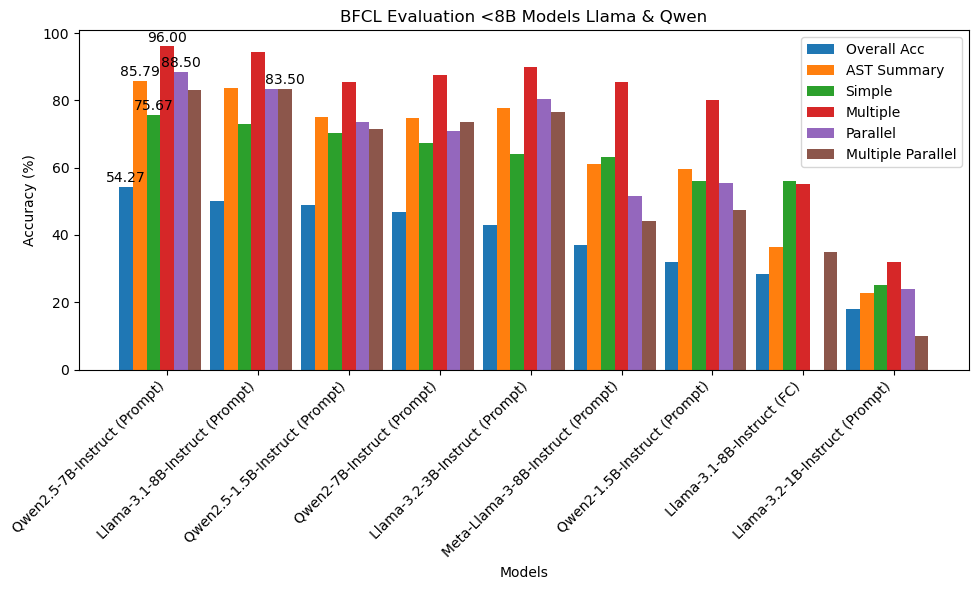 BFCL Evaluation <8B Models Llama & Qwen
Accuracy (%)
100
80
60
40
20
0
54.27
85.79
75.67
96.00
88.50
83.50
Overall Acc
AST Summary
Simple
Multiple
Parallel
Multiple Parallel
Qwen2.5-7B-Instruct (Prompt)
Llama-3.1-8B-Instruct (Prompt)
Qwen2.5-1.5B-Instruct (Prompt)
Qwen2-7B-Instruct (Prompt)
Llama-3.2-3B-Instruct (Prompt)
Meta-Llama-3-8B-Instruct (Prompt)
Qwen2-1.5B-Instruct (Prompt)
Llama-3.1-8B-Instruct (FC)
Llama-3.2-1B-Instruct (Prompt)
Models